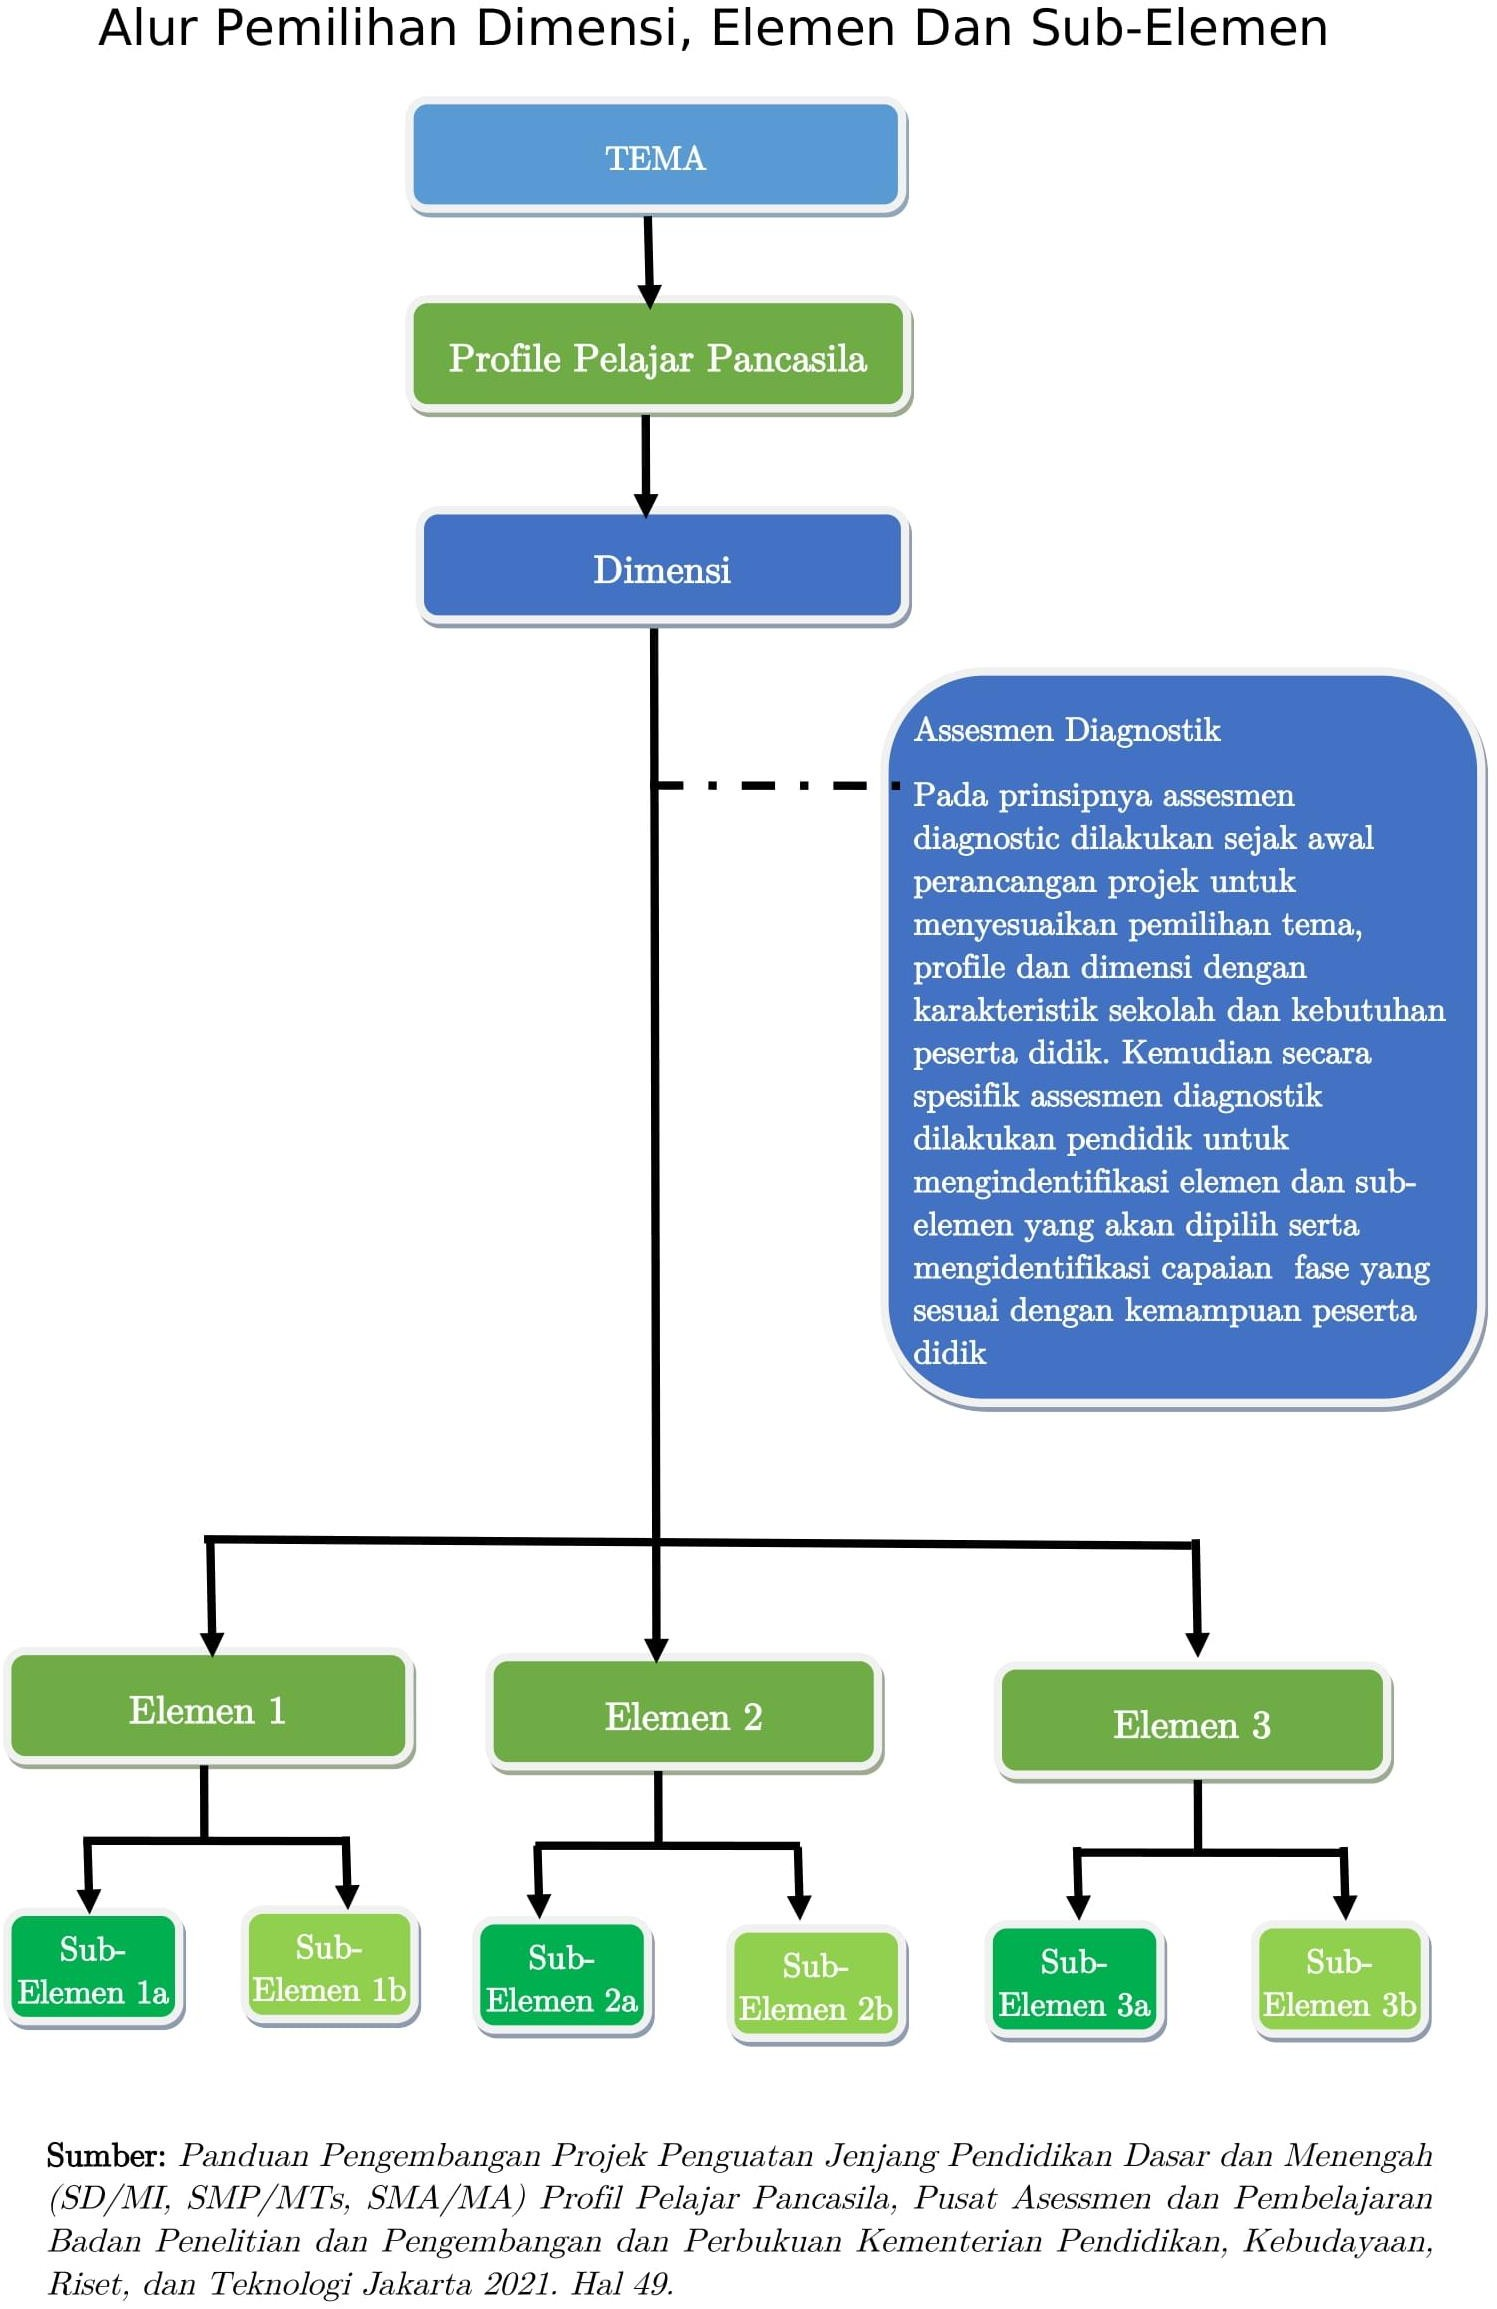 Alur Pemilihan Dimensi, Elemen Dan Sub-Elemen
TEMA
Profile Pelajar Pancasila
Dimensi
Assesmen Diagnostik
Pada prinsipnya assesmen
diagnostic dilakukan sejak awal
perancangan projek untuk
menyesuaikan pemilihan tema,
profile dan dimensi dengan
karakteristik sekolah dan kebutuhan
peserta didik. Kemudian secara
spesifik assesmen diagnostik
dilakukan pendidik untuk
mengindentifikasi elemen dan sub-
elemen yang akan dipilih serta
mengidentifikasi capaian  fase yang
sesuai dengan kemampuan peserta
didik
Elemen 1
Elemen 2
Elemen 3
Sub-
Elemen 1a
Sub-
Elemen 1b
Sub-
Elemen 2a
Sub-
Elemen 2b
Sub-
Elemen 3a
Sub-
Elemen 3b
Sumber: Panduan Pengembangan Projek Penguatan Jenjang Pendidikan Dasar dan Menengah
(SD/MI, SMP/MTs, SMA/MA) Profil Pelajar Pancasila, Pusat Asessmen dan Pembelajaran
Badan Penelitian dan Pengembangan dan Perbukuan Kementerian Pendidikan, Kebudayaan,
Riset, dan Teknologi Jakarta 2021. Hal 49.